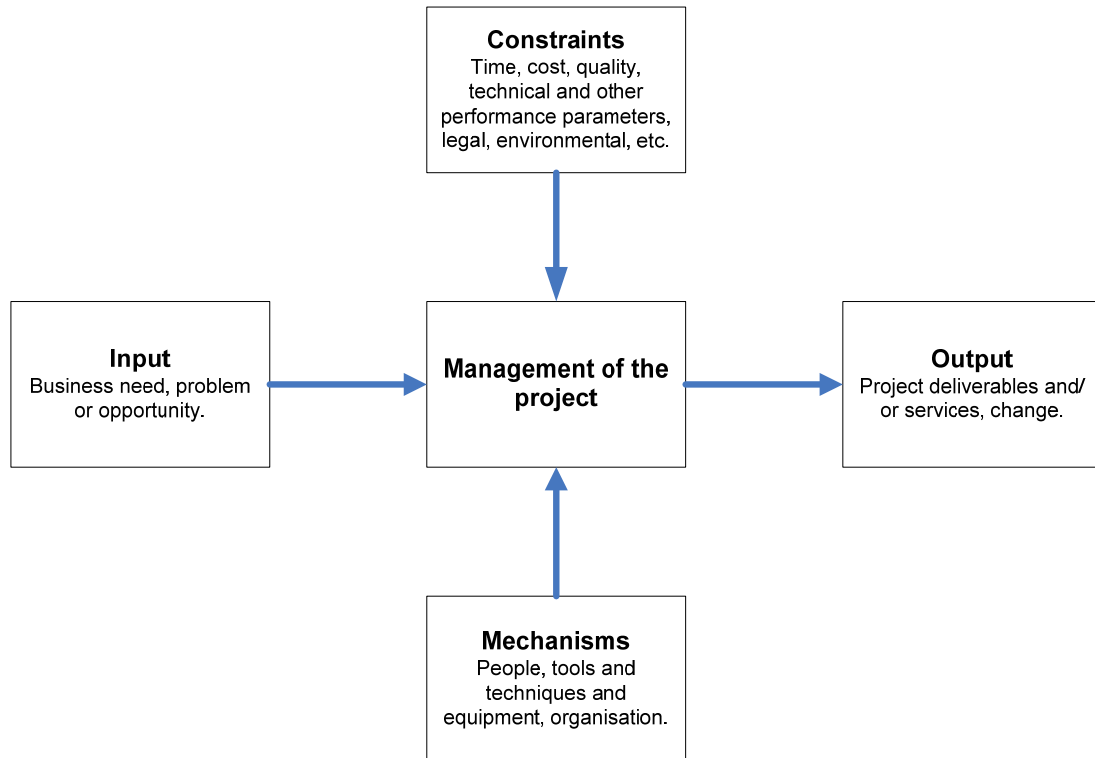 Constraints
Time, cost, quality,
technical and other
performance parameters,
legal, environmental, etc.
Input
Business need, problem
or opportunity.
Management of the
project
Output
Project deliverables and/
or services, change.
Mechanisms
People, tools and
techniques and
equipment, organisation.